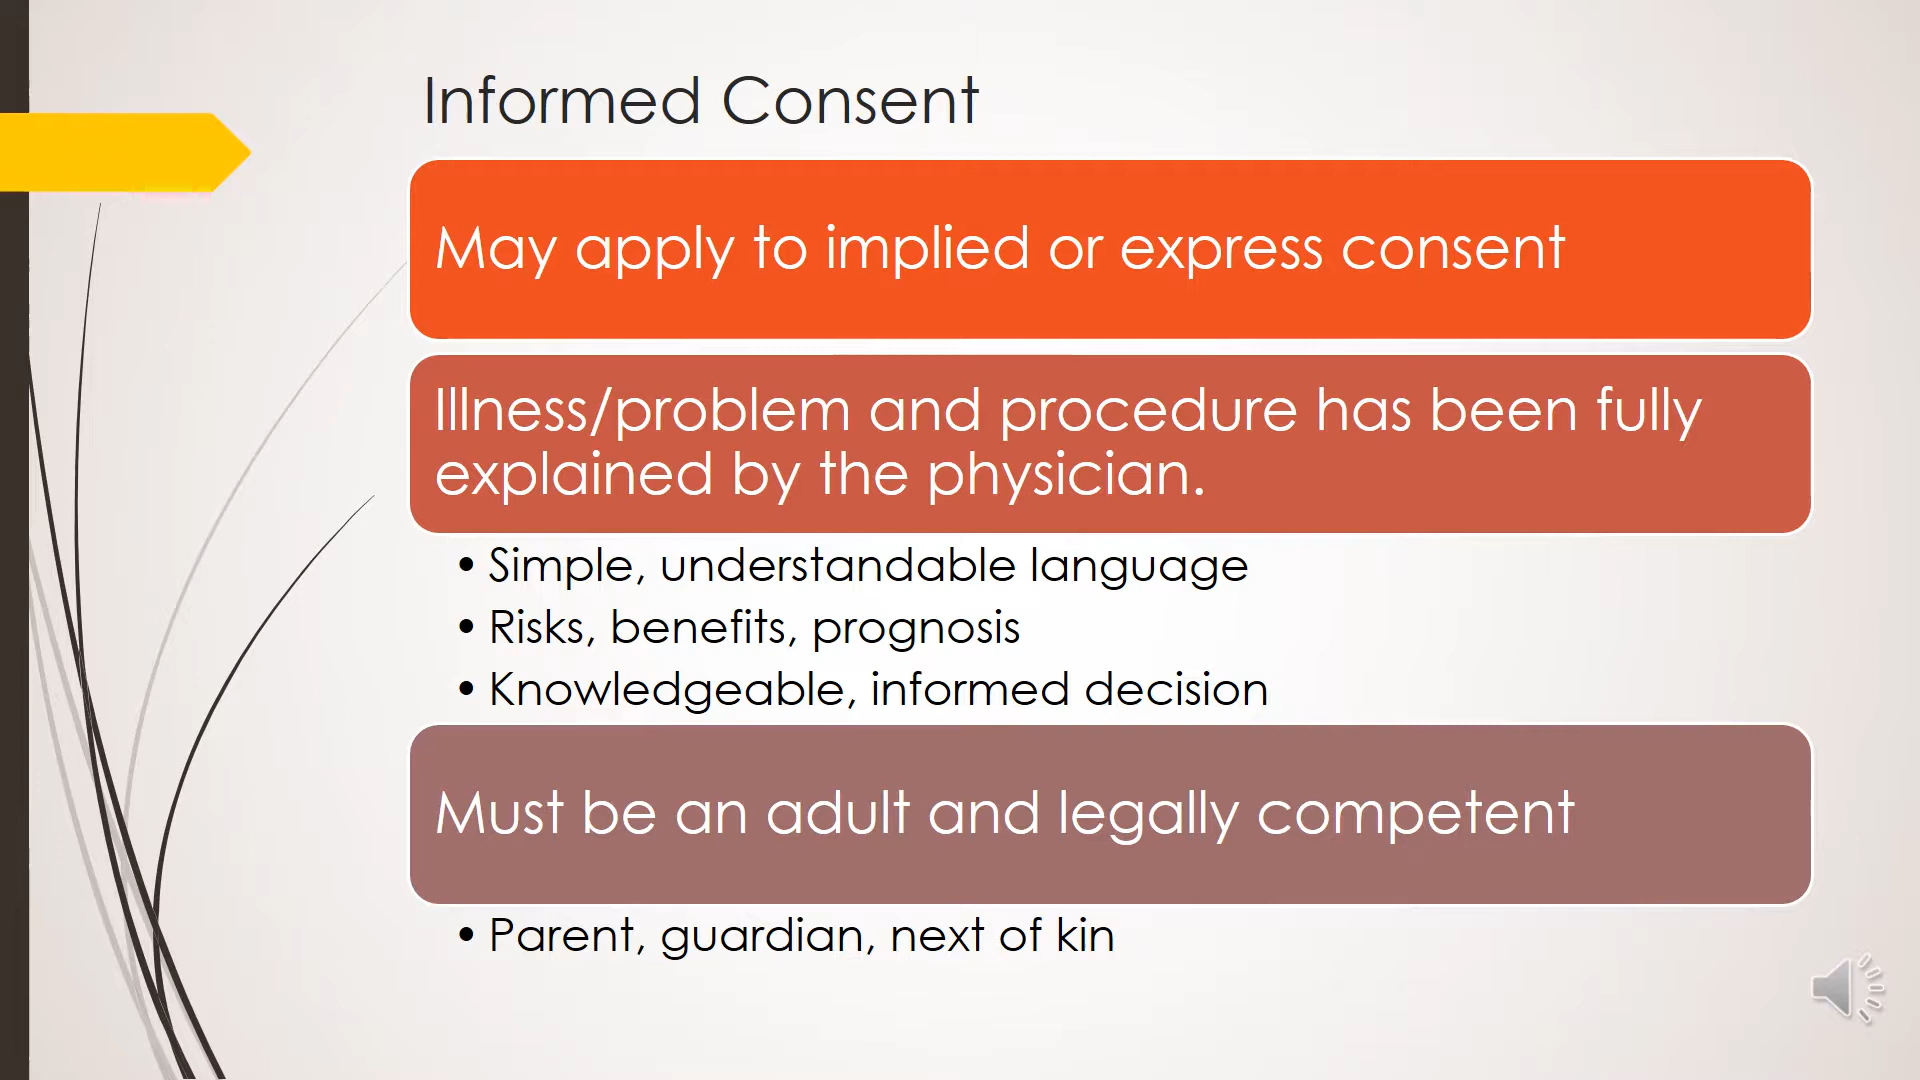 Informed Consent
May apply to implied or express consent
Illness/problem and procedure has been fully
explained by the physician.
• Simple, understandable language
• Risks, benefits, prognosis
• Knowledgeable, informed decision
Must be an adult and legally competent
• Parent, guardian, next of kin